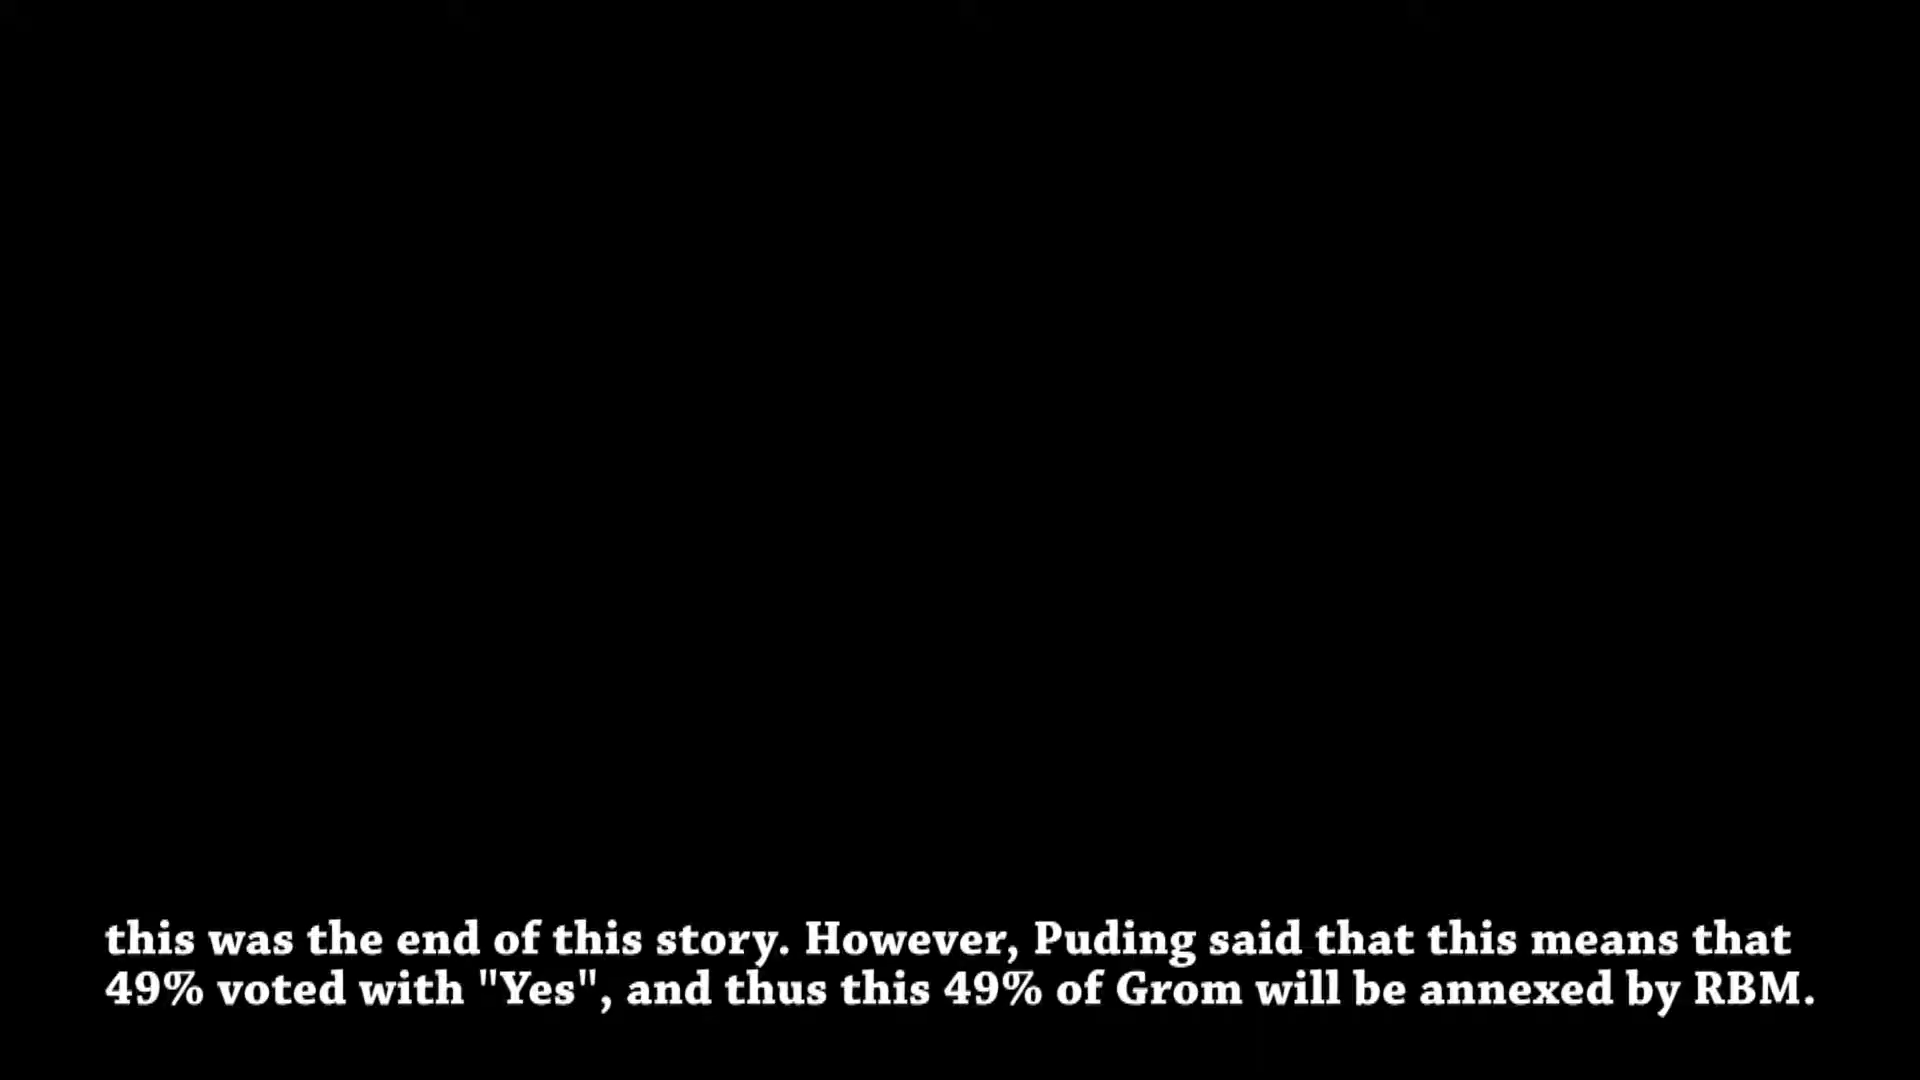 this was the end of this story. However, Puding said that this means that
49% voted with "Yes", and thus this 49% of Grom will be annexed by RBM.